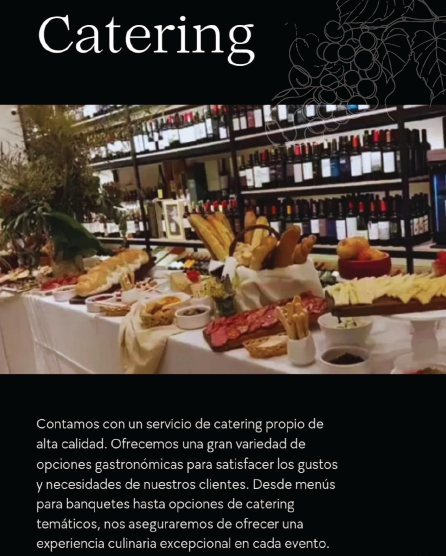 Catering
Contamos con un servicio de catering propio de
alta calidad. Ofrecemos una gran variedad de
opciones gastronómicas para satisfacer los gustos
y necesidades de nuestros clientes. Desde menús
para banquetes hasta opciones de catering
temáticos, nos aseguraremos de ofrecer una
experiencia culinaria excepcional en cada evento.